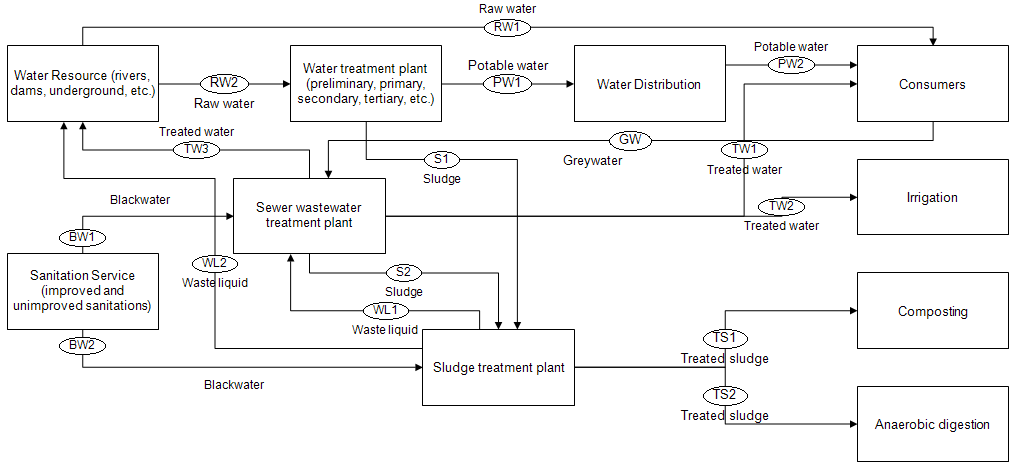 Raw water
RW1
Water Resource (rivers,
dams, underground, etc.)
RW2
Raw water
Water treatment plant
(preliminary, primary,
secondary, tertiary, etc.)
Potable water
PW1
Water Distribution
Potable water
PW2
Consumers
Treated water
TW3
S1
Sludge
GW
Greywater
TW1
Treated water
Blackwater
BW1
Sewer wastewater
treatment plant
TW2
Treated water
Irrigation
WL2
Waste liquid
S2
Sludge
Sanitation Service
(improved and
unimproved sanitations)
WL1
Waste liquid
Composting
BW2
Blackwater
Sludge treatment plant
TS1
Treated sludge
TS2
Treated sludge
Anaerobic digestion